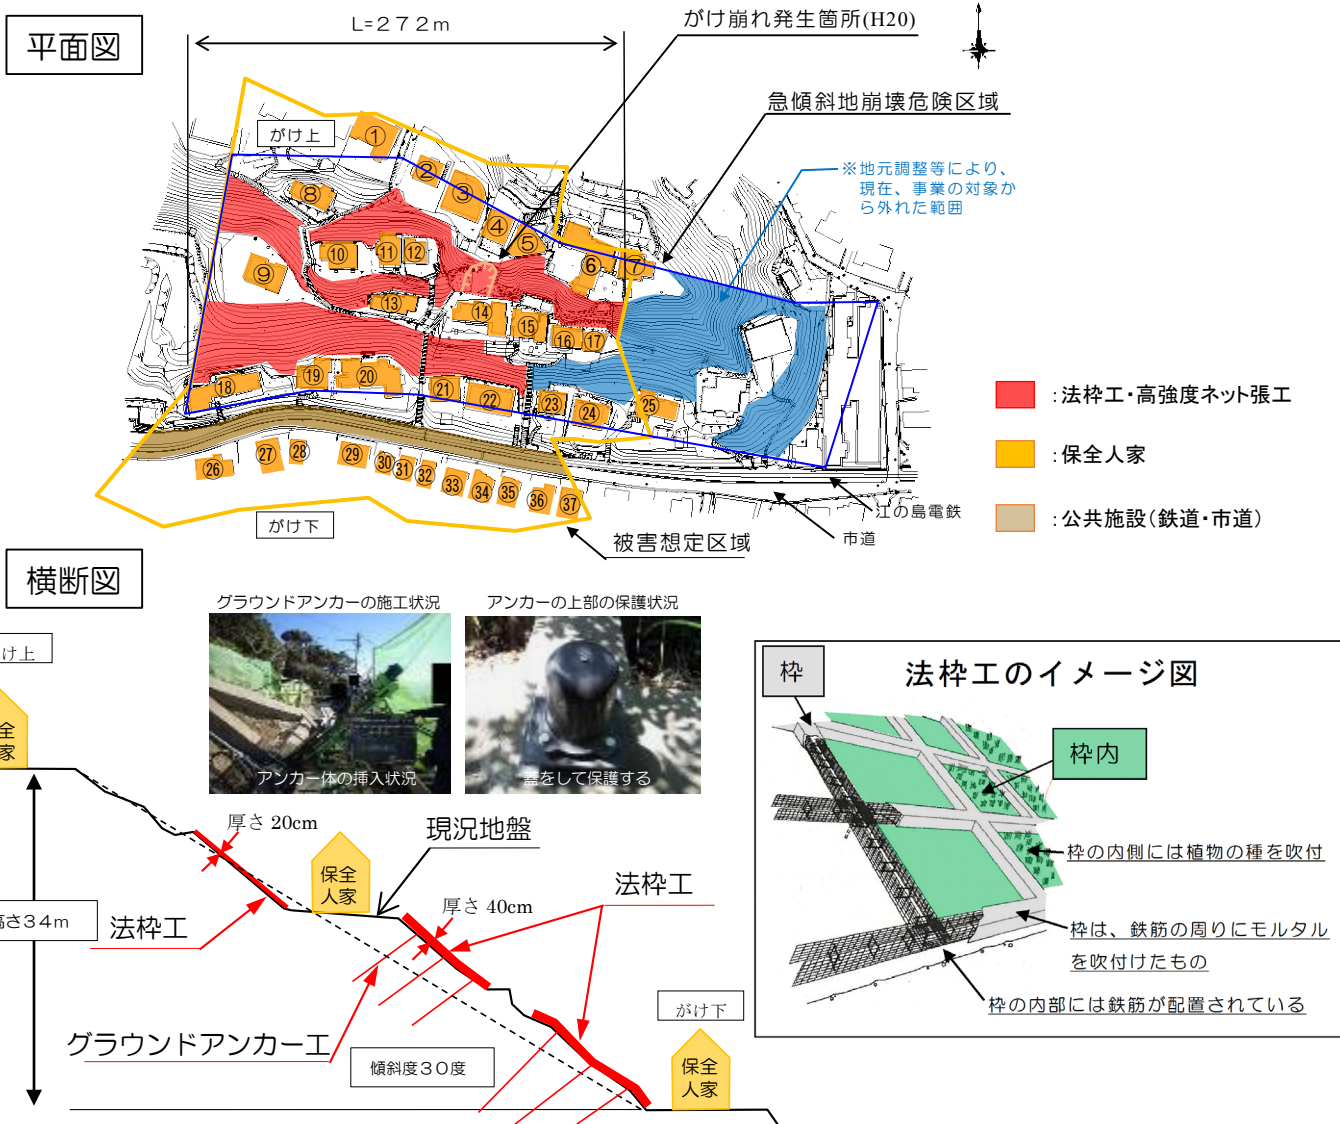 平面図
L=２７２m
がけ崩れ発生箇所(H20)
急傾斜地崩壊危険区域
※地元調整等により、
現在、事業の対象か
ら外れた範囲
がけ上
①
②
③
④
⑤
⑥
⑦
⑧
⑨
⑩
⑪
⑫
⑬
⑭
⑮
⑯
⑰
⑱
⑲
⑳
㉑
㉒
㉓
㉔
㉕
㉖
㉗
㉘
㉙
㉚
㉛
㉜
㉝
㉞
㉟
㊱
㊲
がけ下
被害想定区域
市道
江の島電鉄
：法枠工・高強度ネット張工
：保全人家
：公共施設（鉄道・市道）
横断図
グラウンドアンカーの施工状況
アンカー体の挿入状況
アンカーの上部の保護状況
蓋をして保護する
け上
全
家
高さ３４m
厚さ 20cm
法枠工
保全
人家
現況地盤
厚さ 40cm
法枠工
グラウンドアンカー工
傾斜度３０度
がけ下
保全
人家
法枠工のイメージ図
枠
枠内
枠の内側には植物の種を吹付
枠は、鉄筋の周りにモルタル
を吹付けたもの
枠の内部には鉄筋が配置されている